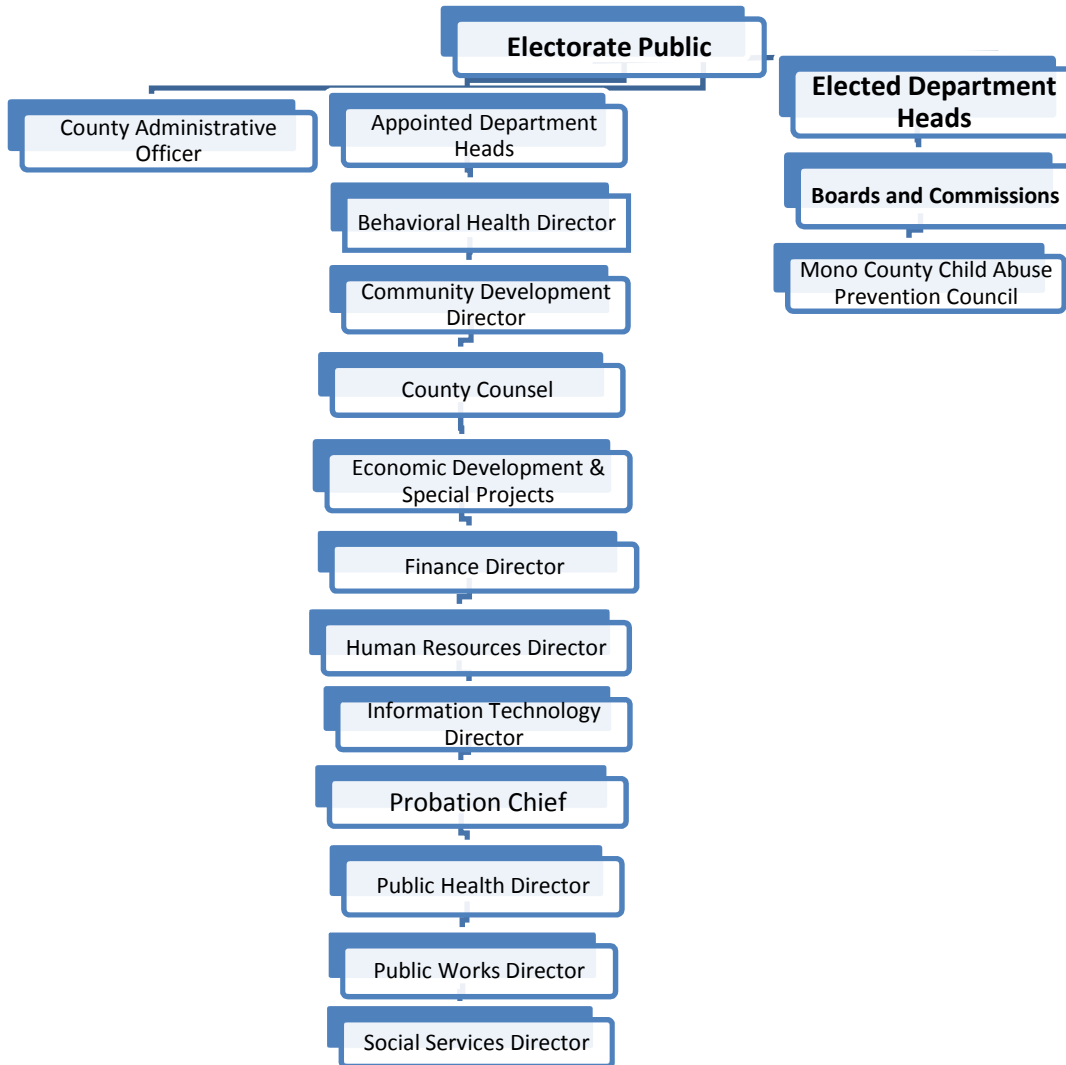 Electorate Public
County Administrative
Officer
Appointed Department
Heads
Elected Department
Heads
Behavioral Health Director
Boards and Commissions
Community Development
Director
Mono County Child Abuse
Prevention Council
County Counsel
Economic Development &
Special Projects
Finance Director
Human Resources Director
Information Technology
Director
Probation Chief
Public Health Director
Public Works Director
Social Services Director